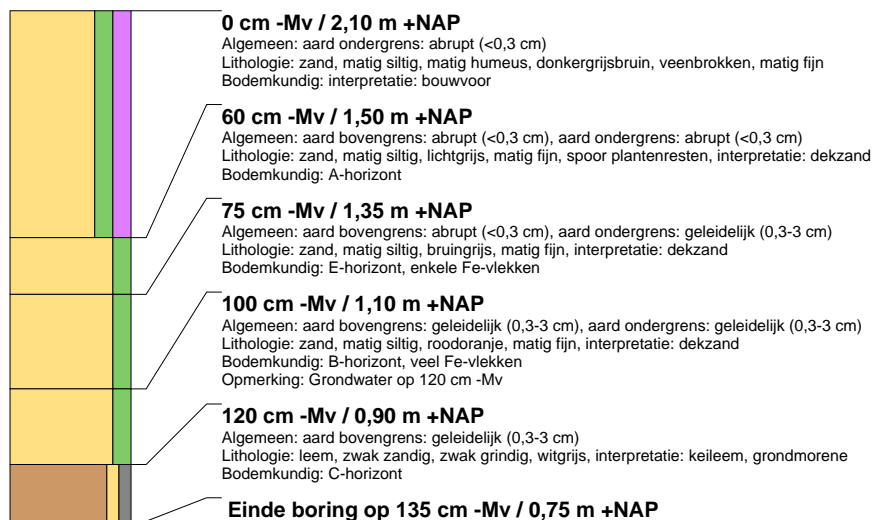 0 cm -Mv / 2,10 m +NAP
Algemeen: aard ondergrens: abrupt (<0,3 cm)
Lithologie: zand, matig siltig, matig humeus, donkergrijsbruin, veenbrokken, matig fijn
Bodemkundig: interpretatie: bouwvoor
60 cm -Mv / 1,50 m +NAP
Algemeen: aard bovengrens: abrupt (<0,3 cm), aard ondergrens: abrupt (<0,3 cm)
Lithologie: zand, matig siltig, lichtgrijs, matig fijn, spoor plantenresten, interpretatie: dekzand
Bodemkundig: A-horizont
75 cm -Mv / 1,35 m +NAP
Algemeen: aard bovengrens: abrupt (<0,3 cm), aard ondergrens: geleidelijk (0,3-3 cm)
Lithologie: zand, matig siltig, bruingrijs, matig fijn, interpretatie: dekzand
Bodemkundig: E-horizont, enkele Fe-vlekken
100 cm -Mv / 1,10 m +NAP
Algemeen: aard bovengrens: geleidelijk (0,3-3 cm), aard ondergrens: geleidelijk (0,3-3 cm)
Lithologie: zand, matig siltig, roodoranje, matig fijn, interpretatie: dekzand
Bodemkundig: B-horizont, veel Fe-vlekken
Opmerking: Grondwater op 120 cm -Mv
120 cm -Mv / 0,90 m +NAP
Algemeen: aard bovengrens: geleidelijk (0,3-3 cm)
Lithologie: leem, zwak zandig, zwak grindig, witgrijs, interpretatie: keileem, grondmorene
Bodemkundig: C-horizont
Einde boring op 135 cm -Mv / 0,75 m +NAP